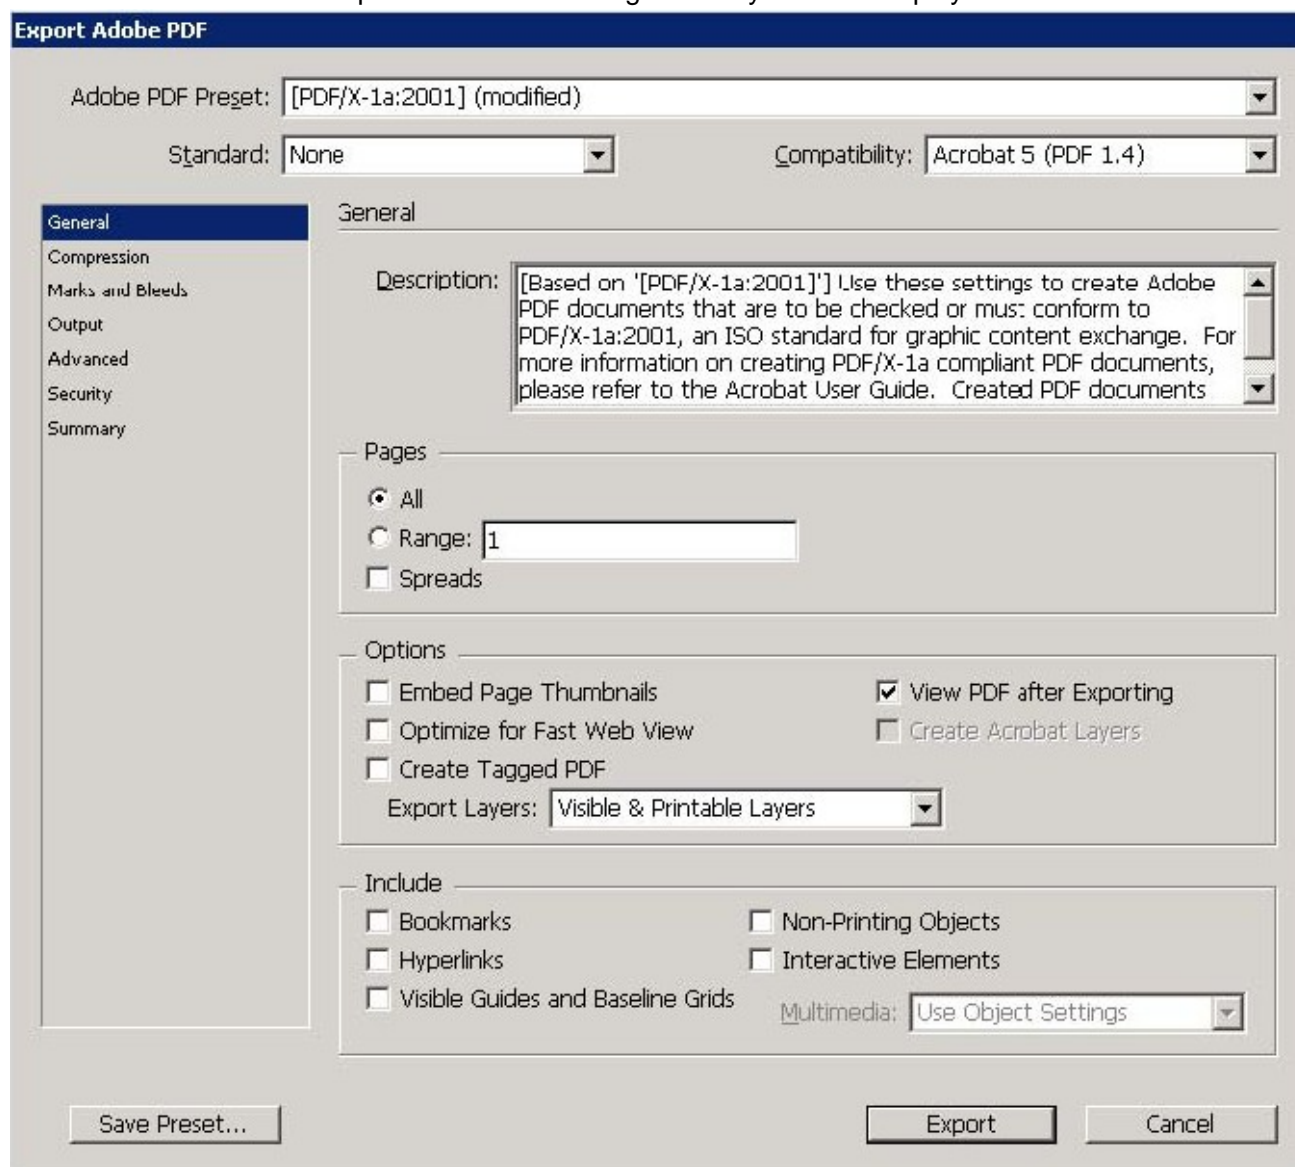 Export Adobe PDF
Adobe PDF Preset: [PDF/X-1a:2001] (modified)
Standard: None Compatibility: Acrobat 5 (PDF 1.4)
General
Compression
Marks and Bleeds
Output
Advanced
Security
Summary
General
Description: [Based on '[PDF/X-1a:2001]'] Use these settings to create Adobe
PDF documents that are to be checked or must conform to
PDF/X-1a:2001, an ISO standard for graphic content exchange. For
more information on creating PDF/X-1a compliant PDF documents,
please refer to the Acrobat User Guide. Created PDF documents
Pages
All
Range: 1
Spreads
Options
Embed Page Thumbnails View PDF after Exporting
Optimize for Fast Web View Create Acrobat Layers
Create Tagged PDF
Export Layers: Visible & Printable Layers
Include
Bookmarks Non-Printing Objects
Hyperlinks Interactive Elements
Visible Guides and Baseline Grids Multimedia: Use Object Settings
Save Preset... Export Cancel